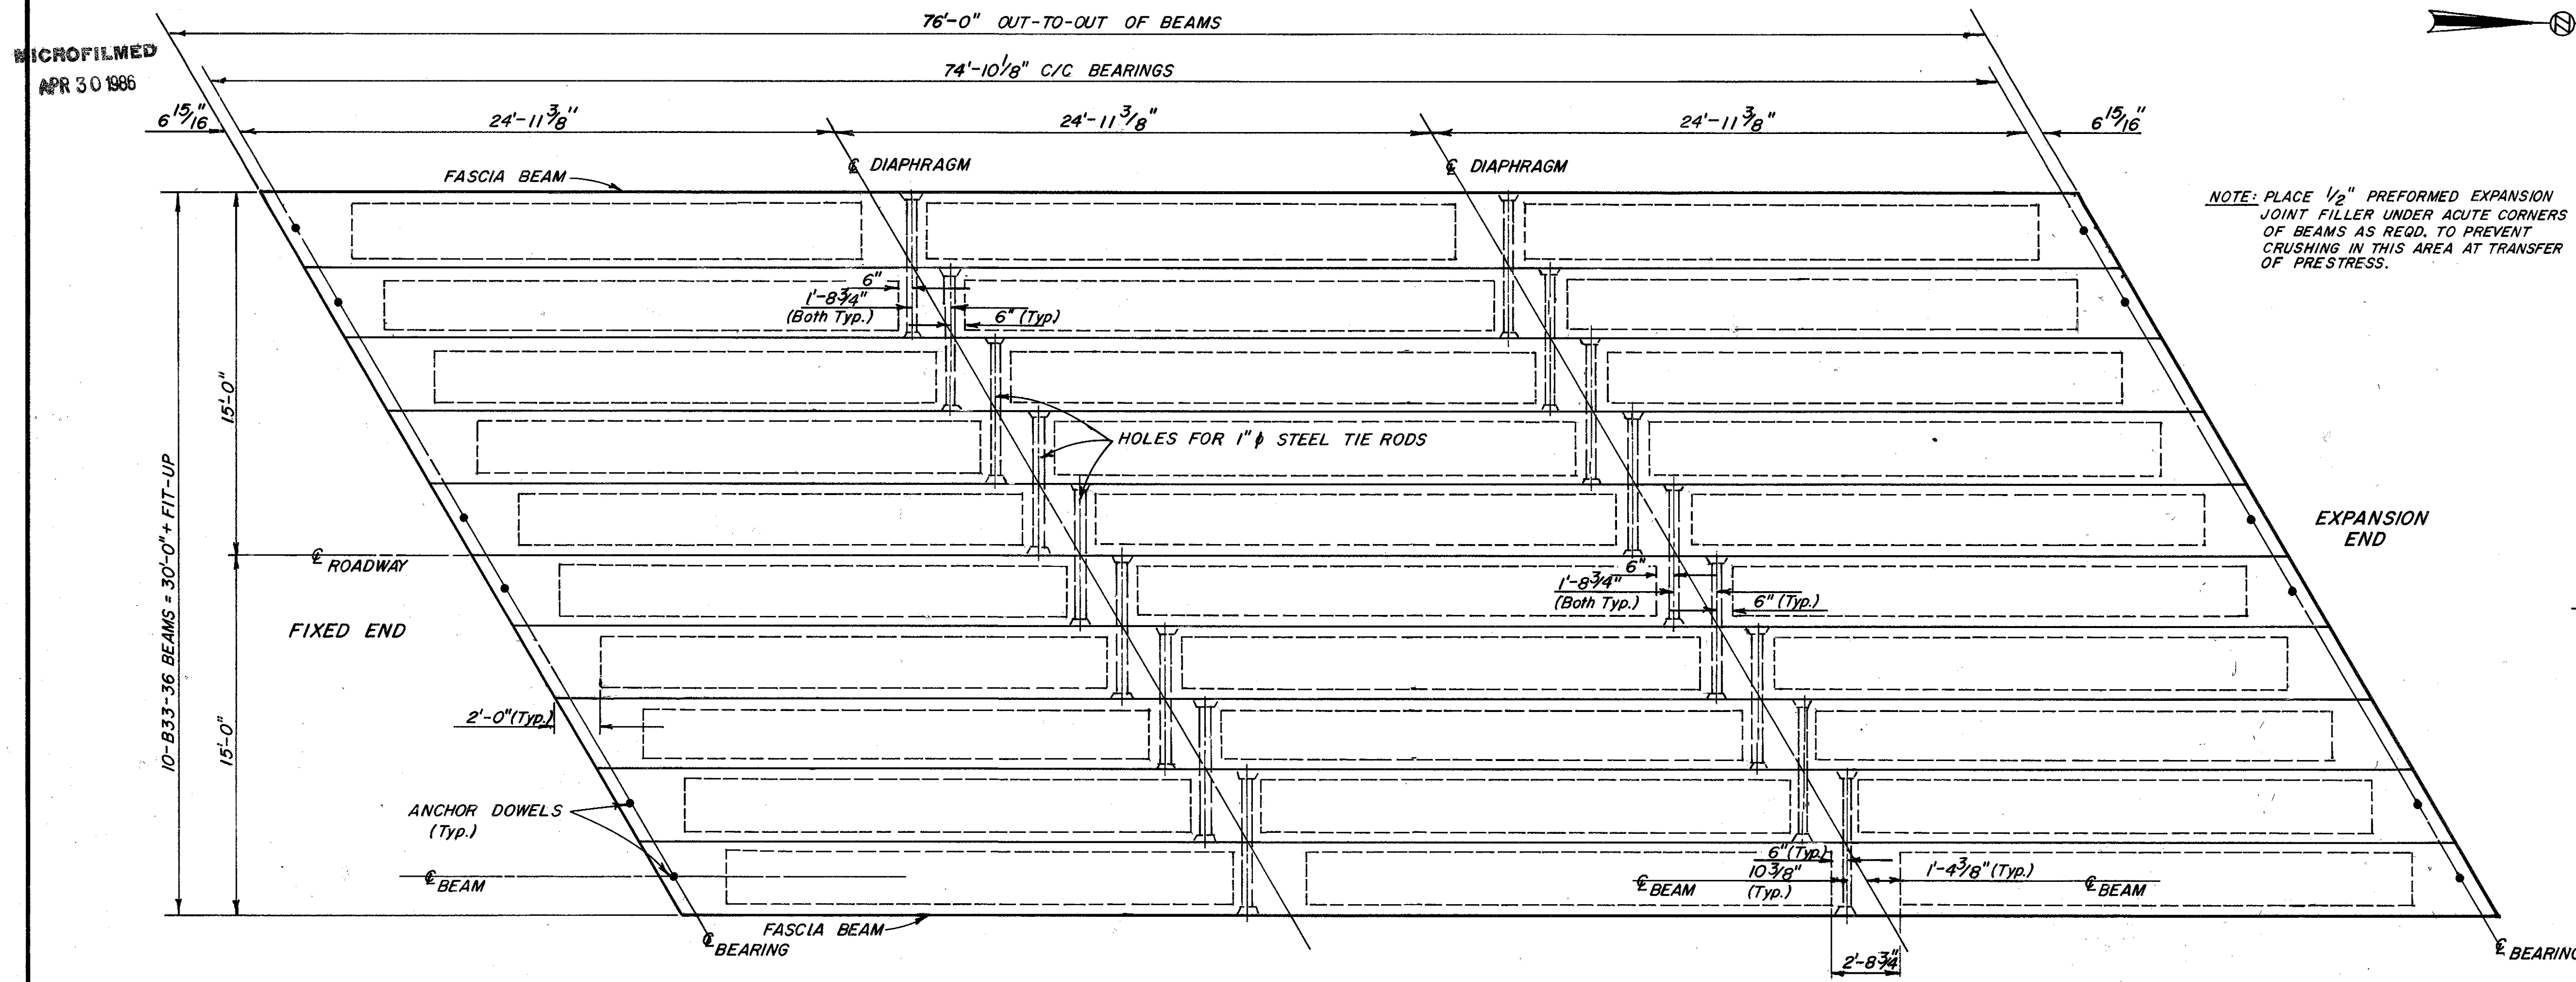 76'-0" OUT-TO-OUT OF BEAMS
N
MICROFILMED
APR 30 1986
74'-10 1/8" C/C BEARINGS
6 15/16"
24'-11 3/8"
24'-11 3/8"
24'-11 3/8"
6 15/16"
℄ DIAPHRAGM
℄ DIAPHRAGM
FASCIA BEAM
NOTE: PLACE 1/2" PREFORMED EXPANSION
JOINT FILLER UNDER ACUTE CORNERS
OF BEAMS AS REQD. TO PREVENT
CRUSHING IN THIS AREA AT TRANSFER
OF PRESTRESS.
6"
1'-8 3/4"
(Both Typ.)
6" (Typ.)
15'-0"
10-B33-36 BEAMS = 30'-0" + FIT-UP
HOLES FOR 1" ϕ STEEL TIE RODS
EXPANSION
END
℄ ROADWAY
6"
1'-8 3/4"
(Both Typ.)
6" (Typ.)
FIXED END
15'-0"
2'-0" (Typ.)
ANCHOR DOWELS
(Typ.)
℄ BEAM
6" (Typ.)
10 3/8"
(Typ.)
1'-4 3/8" (Typ.)
℄ BEAM
℄ BEAM
FASCIA BEAM
℄ BEARING
2'-8 3/4"
℄ BEARING